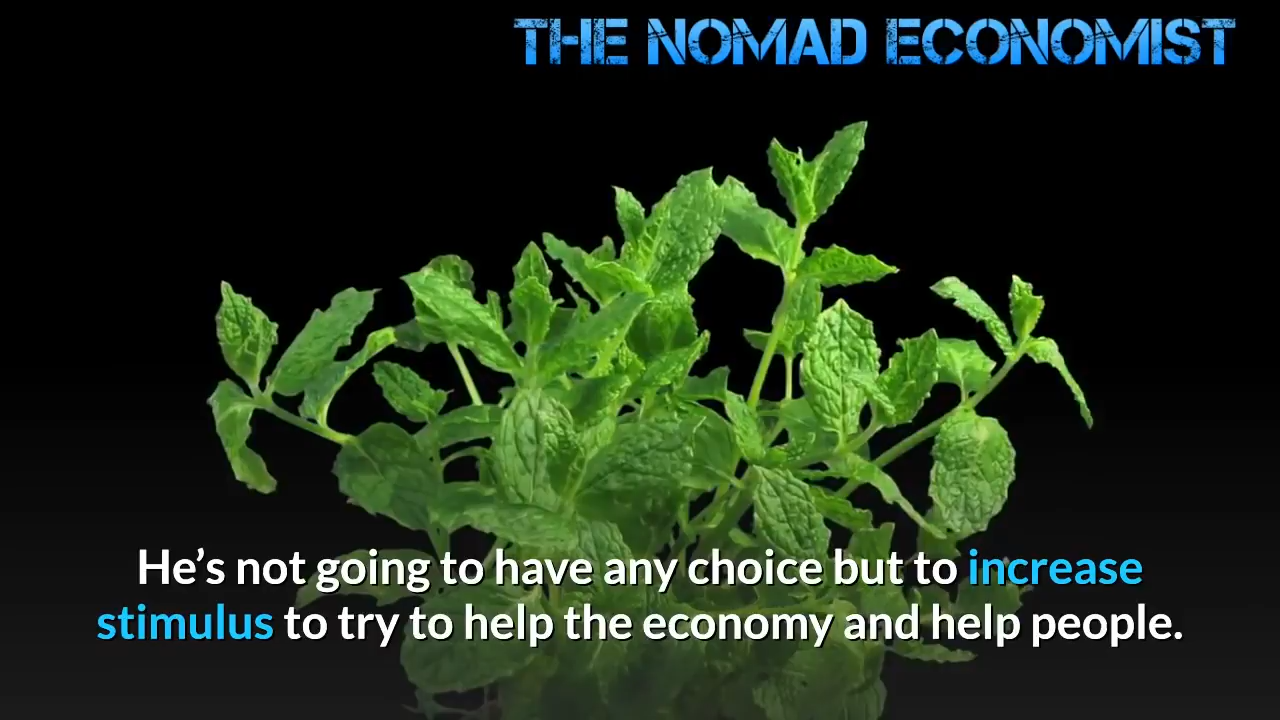 THE NOMAD ECONOMIST
He’s not going to have any choice but to increase
stimulus to try to help the economy and help people.